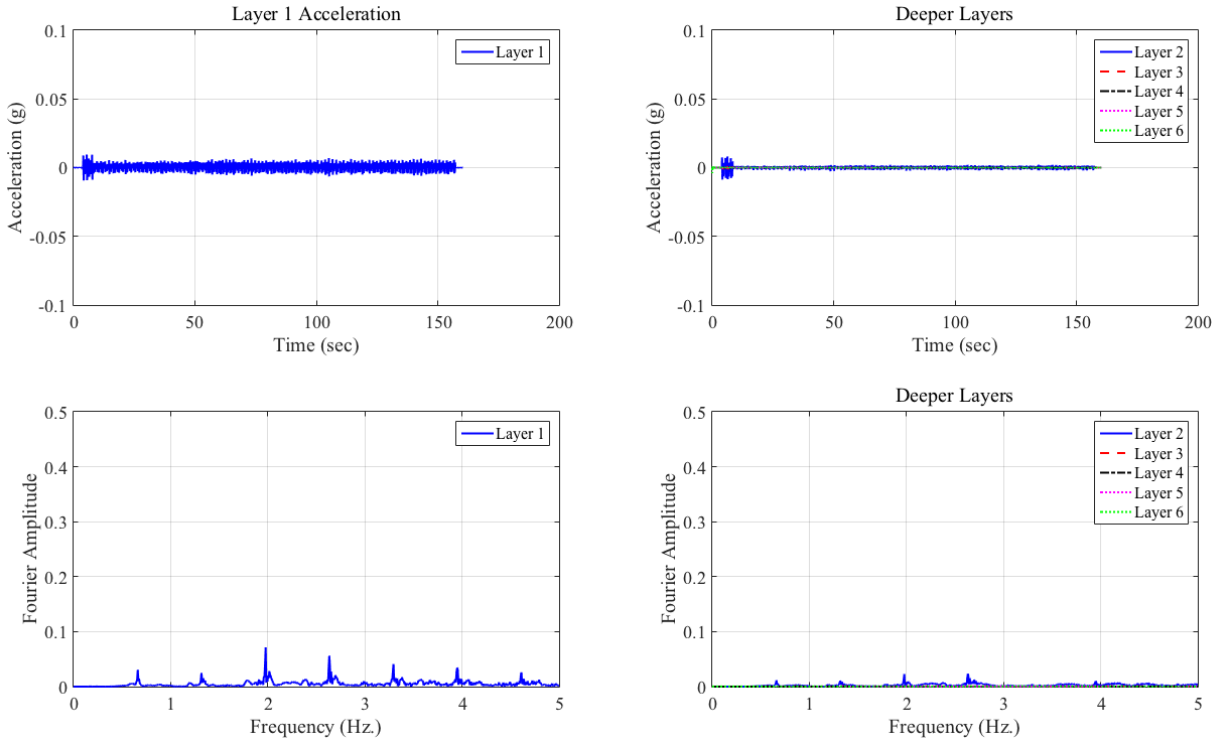 Layer 1 Acceleration
Layer 1
0.1
0.05
0
-0.05
-0.1
Acceleration (g)
0 50 100 150 200
Time (sec)
Deeper Layers
Layer 2
Layer 3
Layer 4
Layer 5
Layer 6
0.1
0.05
0
-0.05
-0.1
Acceleration (g)
0 50 100 150 200
Time (sec)
Layer 1
0.5
0.4
0.3
0.2
0.1
0
Fourier Amplitude
0 1 2 3 4 5
Frequency (Hz.)
Deeper Layers
Layer 2
Layer 3
Layer 4
Layer 5
Layer 6
0.5
0.4
0.3
0.2
0.1
0
Fourier Amplitude
0 1 2 3 4 5
Frequency (Hz.)